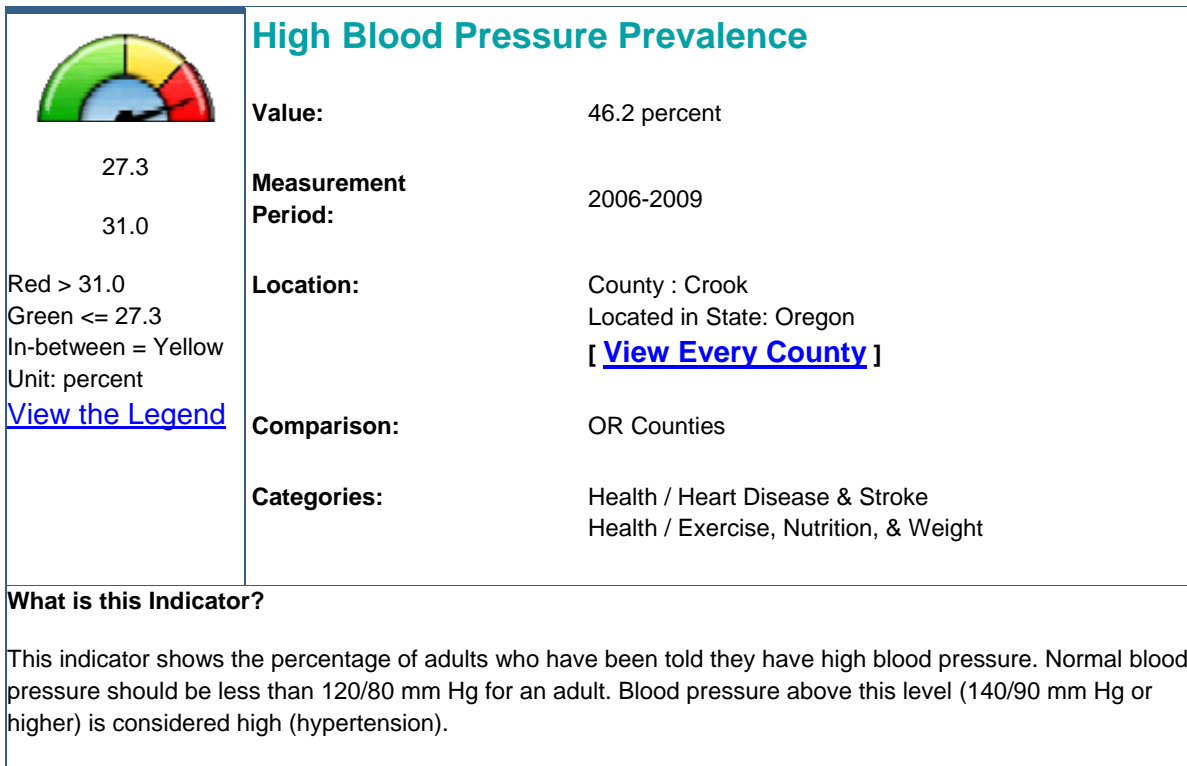 High Blood Pressure Prevalence
27.3
31.0
Red > 31.0
Green <= 27.3
In-between = Yellow
Unit: percent
View the Legend
Value: 46.2 percent
Measurement
Period: 2006-2009
Location: County : Crook
Located in State: Oregon
[ View Every County ]
Comparison: OR Counties
Categories: Health / Heart Disease & Stroke
Health / Exercise, Nutrition, & Weight
What is this Indicator?
This indicator shows the percentage of adults who have been told they have high blood pressure. Normal blood
pressure should be less than 120/80 mm Hg for an adult. Blood pressure above this level (140/90 mm Hg or
higher) is considered high (hypertension).